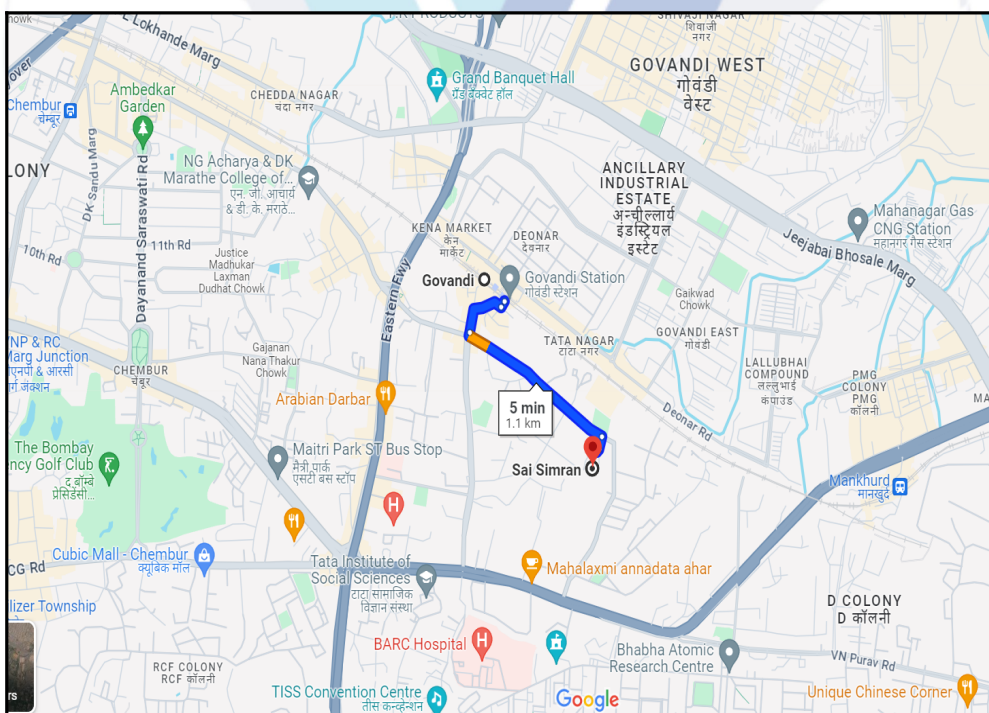 L Lokhande Marg
SHIVAJI NAGAR
शिवाजी
नगर
GOVANDI WEST
गोवंडी
वेस्ट
Grand Banquet Hall
ग्रँड बँक्वेट हॉल
Ambedkar
Garden
CHEDDA NAGAR
चेडा नगर
Chembur
चेंबूर
DK Sandu Marg
Dayanand Saraswati Rd
NG Acharya & DK
Marathe College of...
एन. जी. आचार्य
& डी. के. मराठे...
ANCILLARY
INDUSTRIAL
ESTATE
अन्चील्लार्य
इंडस्ट्रियल
इस्टेट
Mahanagar Gas
CNG Station
महानगर गॅस स्टेशन
Jeejabai Bhosale Marg
10th Rd
11th Rd
KENA MARKET
केन
मार्केट
DEONAR
देवनार
Justice
Madhukar
Laxman
Dudhat Chowk
Eastern Fwy
Govandi
Govandi Station
गोवंडी स्टेशन
Gaikwad
Chowk
GOVANDI EAST
गोवंडी
TATA NAGAR
टाटा नगर
Marg Junction
CHEMBUR
चेंबूर
Gajanan
Nana Thakur
Chowk
LALLUBHAI
COMPOUND
लल्लुभाई
कंपाउंड
PMG
COLONY
PMG
कॉलनी
Arabian Darbar
5 min
1.1 km
Deonar Rd
The Bombay
ncy Golf Club
द बॉम्बे
प्रेसिडेंसी...
Maitri Park ST Bus Stop
मैत्री पार्क
एसटी बस स्टॉप
Sai Simran
Mankhurd
मानखुर्द
Cubic Mall - Chembur
क्यूबिक मॉल
CG Rd
Tata Institute of
Social Sciences
टाटा सामाजिक
विज्ञान संस्था
Mahalaxmi annadata ahar
lizer Township
D COLONY
D कॉलनी
BARC Hospital
Bhabha Atomic
Research Centre
VN Purav Rd
RCF COLONY
RCF कॉलनी
TISS Convention Centre
तीस कन्व्हेन्शन
Google
Unique Chinese Corner
rs